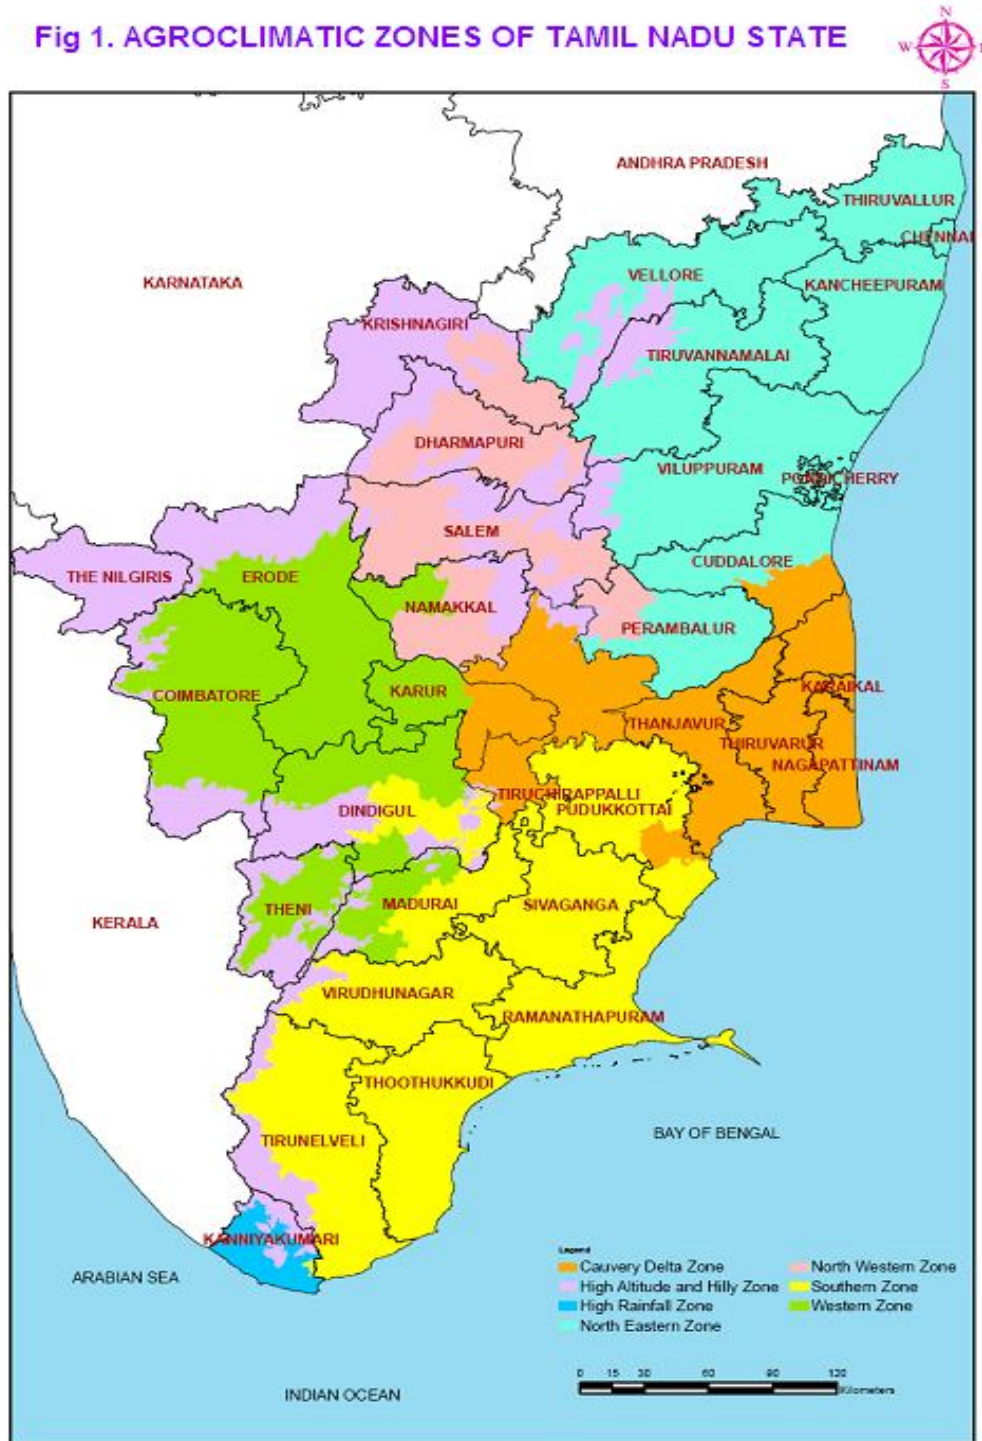 Fig 1. AGROCLIMATIC ZONES OF TAMIL NADU STATE
N
W
S
ANDHRA PRADESH
THIRUVALLUR
CHENNAI
KARNATAKA
VELLORE
KANCHEEPURAM
KRISHNAGIRI
TIRUVANNAMALAI
DHARMAPURI
VILUPPURAM
PONDICHERRY
SALEM
CUDDALORE
THE NILGIRIS
ERODE
NAMAKKAL
PERAMBALUR
COIMBATORE
KARUR
KARAIKAL
THANJAVUR
THIRUVARUR
NAGAPATTINAM
TIRUCHIRAPPALLI
DINDIGUL
PUDUKKOTTAI
KERALA
THENI
MADURAI
SIVAGANGA
VIRUDHUNAGAR
RAMANATHAPURAM
THOOTHUKKUDI
TIRUNELVELI
BAY OF BENGAL
KANNIYAKUMARI
ARABIAN SEA
INDIAN OCEAN
Legend
Cauvery Delta Zone
High Altitude and Hilly Zone
High Rainfall Zone
North Eastern Zone
North Western Zone
Southern Zone
Western Zone
0 15 30 60 90 120
Kilometers